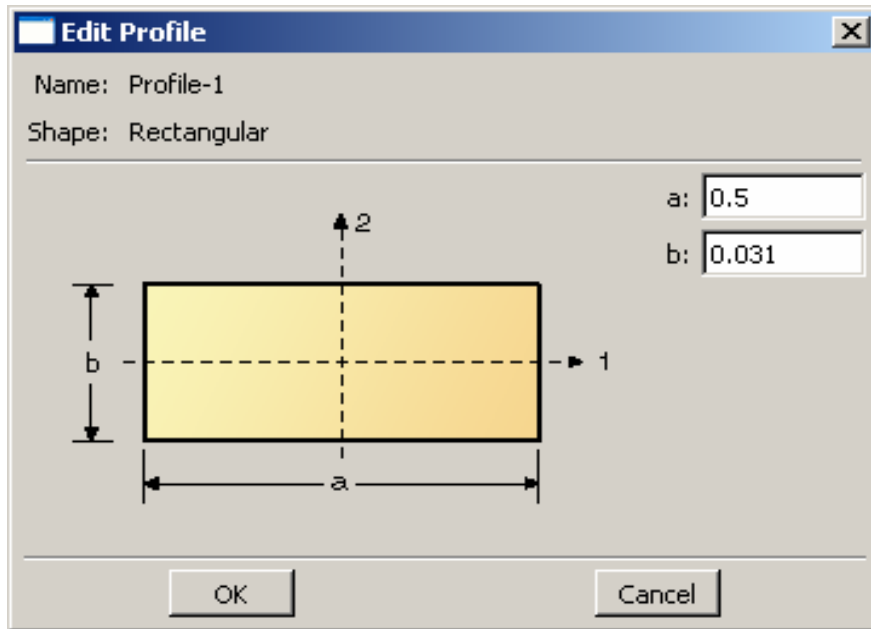 Edit Profile
Name: Profile-1
Shape: Rectangular
a: 0.5
b: 0.031
2
b
1
a
OK
Cancel